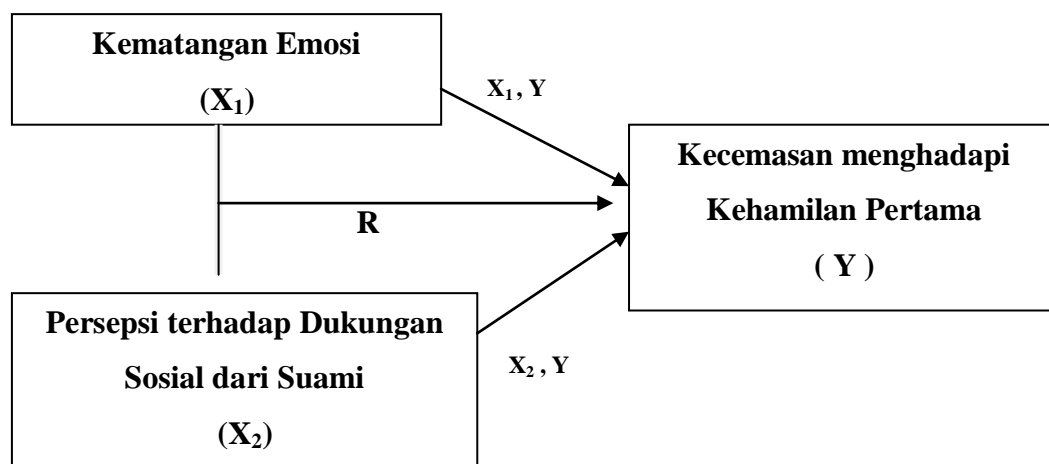 Kematangan Emosi
(X₁)
X₁ , Y
Kecemasan menghadapi
Kehamilan Pertama
( Y )
R
Persepsi terhadap Dukungan
Sosial dari Suami
(X₂)
X₂ , Y